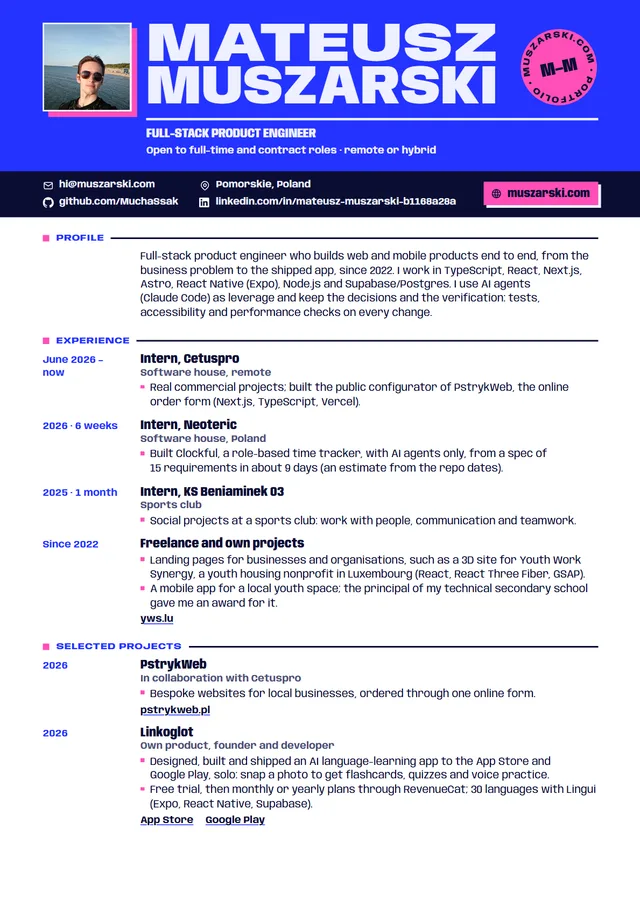 MATEUSZ
MUSZARSKI
MUSZARSKI.COM · PORTFOLIO ·
M–M
FULL-STACK PRODUCT ENGINEER
Open to full-time and contract roles · remote or hybrid
hi@muszarski.com
Pomorskie, Poland
github.com/MuchaSsak
linkedin.com/in/mateusz-muszarski-b1168a28a
muszarski.com
PROFILE
Full-stack product engineer who builds web and mobile products end to end, from the
business problem to the shipped app, since 2022. I work in TypeScript, React, Next.js,
Astro, React Native (Expo), Node.js and Supabase/Postgres. I use AI agents
(Claude Code) as leverage and keep the decisions and the verification: tests,
accessibility and performance checks on every change.
EXPERIENCE
June 2026 –
now
Intern, Cetuspro
Software house, remote
Real commercial projects; built the public configurator of PstrykWeb, the online
order form (Next.js, TypeScript, Vercel).
2026 · 6 weeks
Intern, Neoteric
Software house, Poland
Built Clockful, a role-based time tracker, with AI agents only, from a spec of
15 requirements in about 9 days (an estimate from the repo dates).
2025 · 1 month
Intern, KS Beniaminek 03
Sports club
Social projects at a sports club: work with people, communication and teamwork.
Since 2022
Freelance and own projects
Landing pages for businesses and organisations, such as a 3D site for Youth Work
Synergy, a youth housing nonprofit in Luxembourg (React, React Three Fiber, GSAP).
A mobile app for a local youth space; the principal of my technical secondary school
gave me an award for it.
yws.lu
SELECTED PROJECTS
2026
PstrykWeb
In collaboration with Cetuspro
Bespoke websites for local businesses, ordered through one online form.
pstrykweb.pl
2026
Linkoglot
Own product, founder and developer
Designed, built and shipped an AI language-learning app to the App Store and
Google Play, solo: snap a photo to get flashcards, quizzes and voice practice.
Free trial, then monthly or yearly plans through RevenueCat; 30 languages with Lingui
(Expo, React Native, Supabase).
App Store Google Play